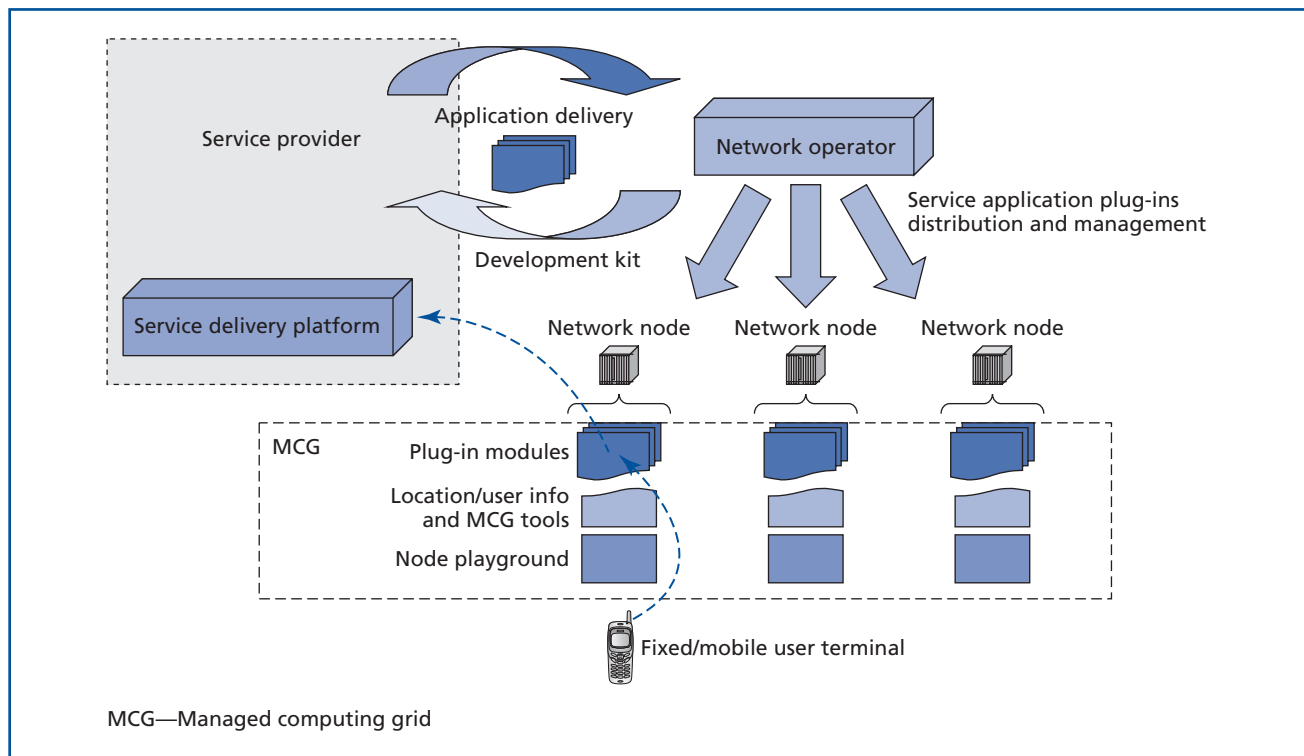 Application delivery
Service provider
Network operator
Service application plug-ins
distribution and management
Development kit
Service delivery platform
Network node
Network node
Network node
MCG
Plug-in modules
Location/user info
and MCG tools
Node playground
Fixed/mobile user terminal
MCG—Managed computing grid